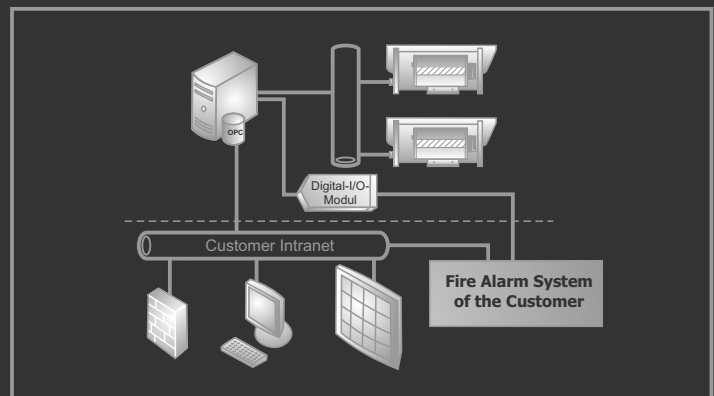 OPC
Digital-I/O-
Modul
Customer Intranet
Fire Alarm System
of the Customer